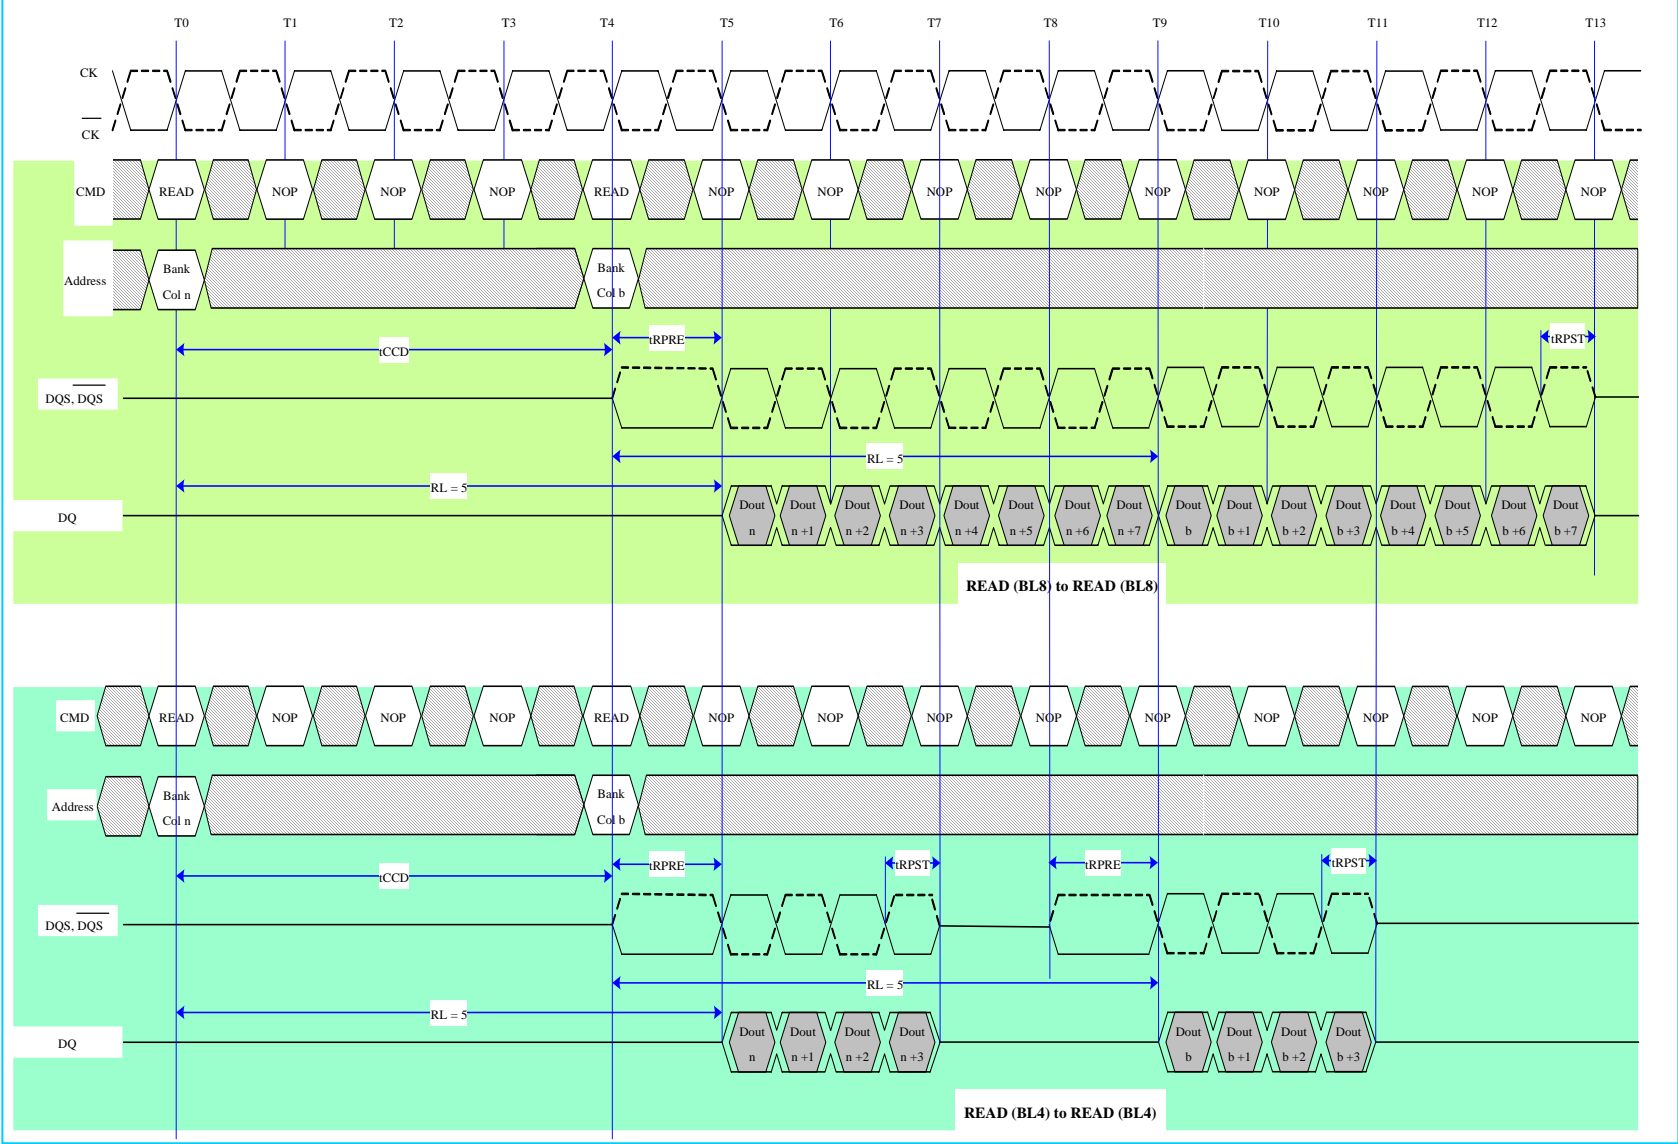 T0 T1 T2 T3 T4 T5 T6 T7 T8 T9 T10 T11 T12 T13
CK
CK
CMD READ NOP NOP NOP READ NOP NOP NOP NOP NOP NOP NOP NOP NOP
Address
Bank
Col n
Bank
Col b
tCCD
tRPRE
tRPST
DQS, DQS
RL = 5
RL = 5
DQ
Dout Dout Dout Dout Dout Dout Dout Dout Dout Dout Dout Dout Dout Dout Dout Dout
n n +1 n +2 n +3 n +4 n +5 n +6 n +7 b b +1 b +2 b +3 b +4 b +5 b +6 b +7
READ (BL8) to READ (BL8)
CMD READ NOP NOP NOP READ NOP NOP NOP NOP NOP NOP NOP NOP NOP
Address
Bank
Col n
Bank
Col b
tCCD
tRPRE
tRPST
tRPRE
tRPST
DQS, DQS
RL = 5
RL = 5
DQ
Dout Dout Dout Dout Dout Dout Dout Dout
n n +1 n +2 n +3 b b +1 b +2 b +3
READ (BL4) to READ (BL4)